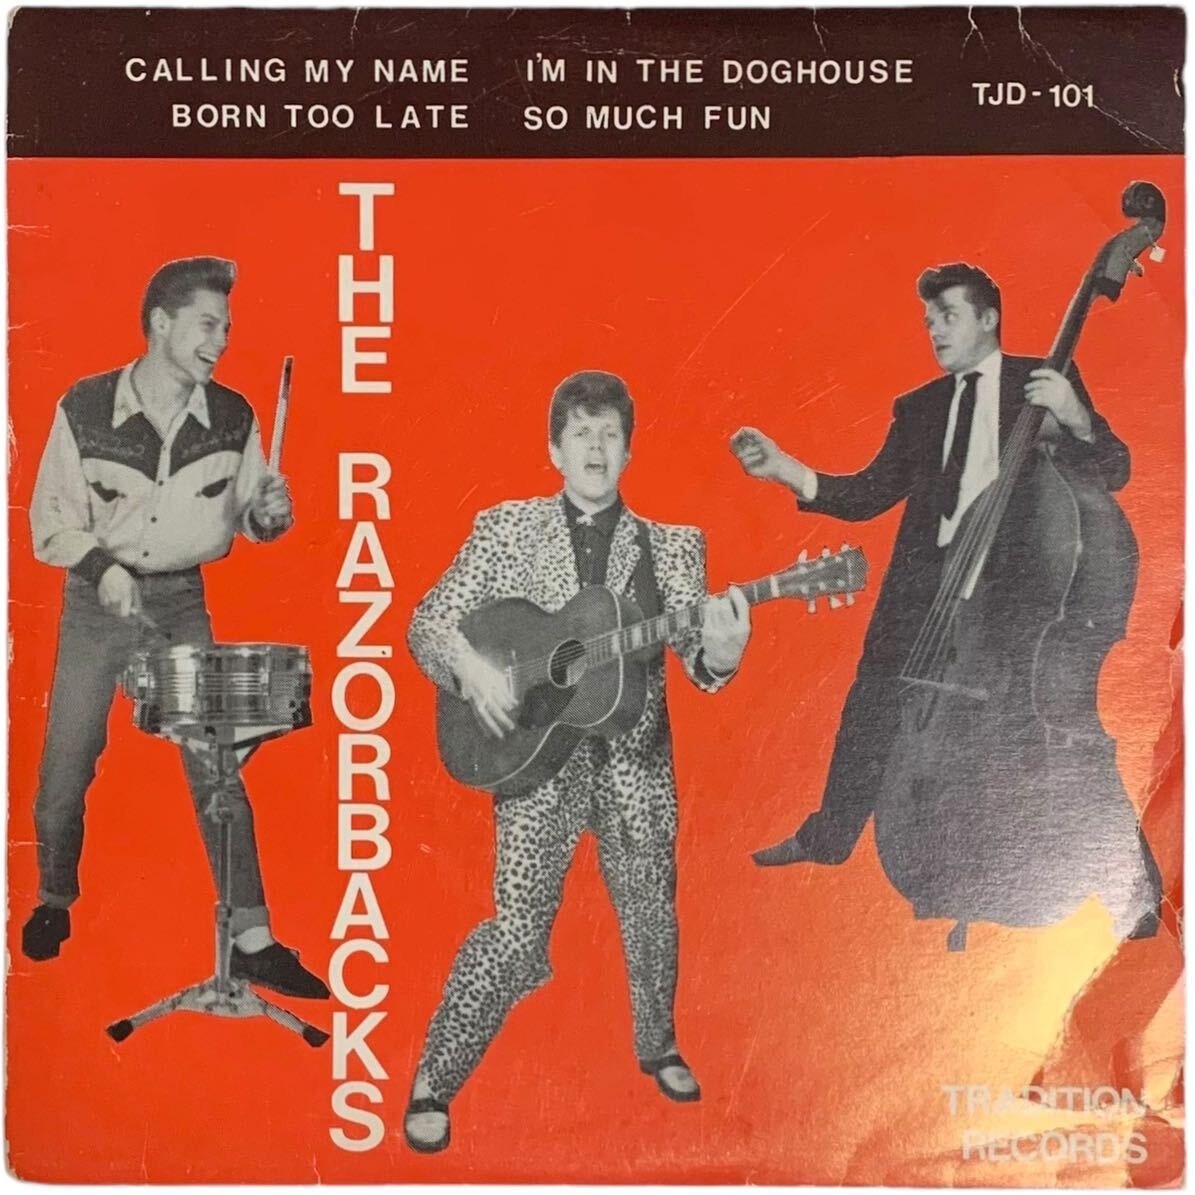 CALLING MY NAME
BORN TOO LATE
I'M IN THE DOGHOUSE
SO MUCH FUN
TJD - 101
THE RAZORBACKS
TRADITION
RECORDS